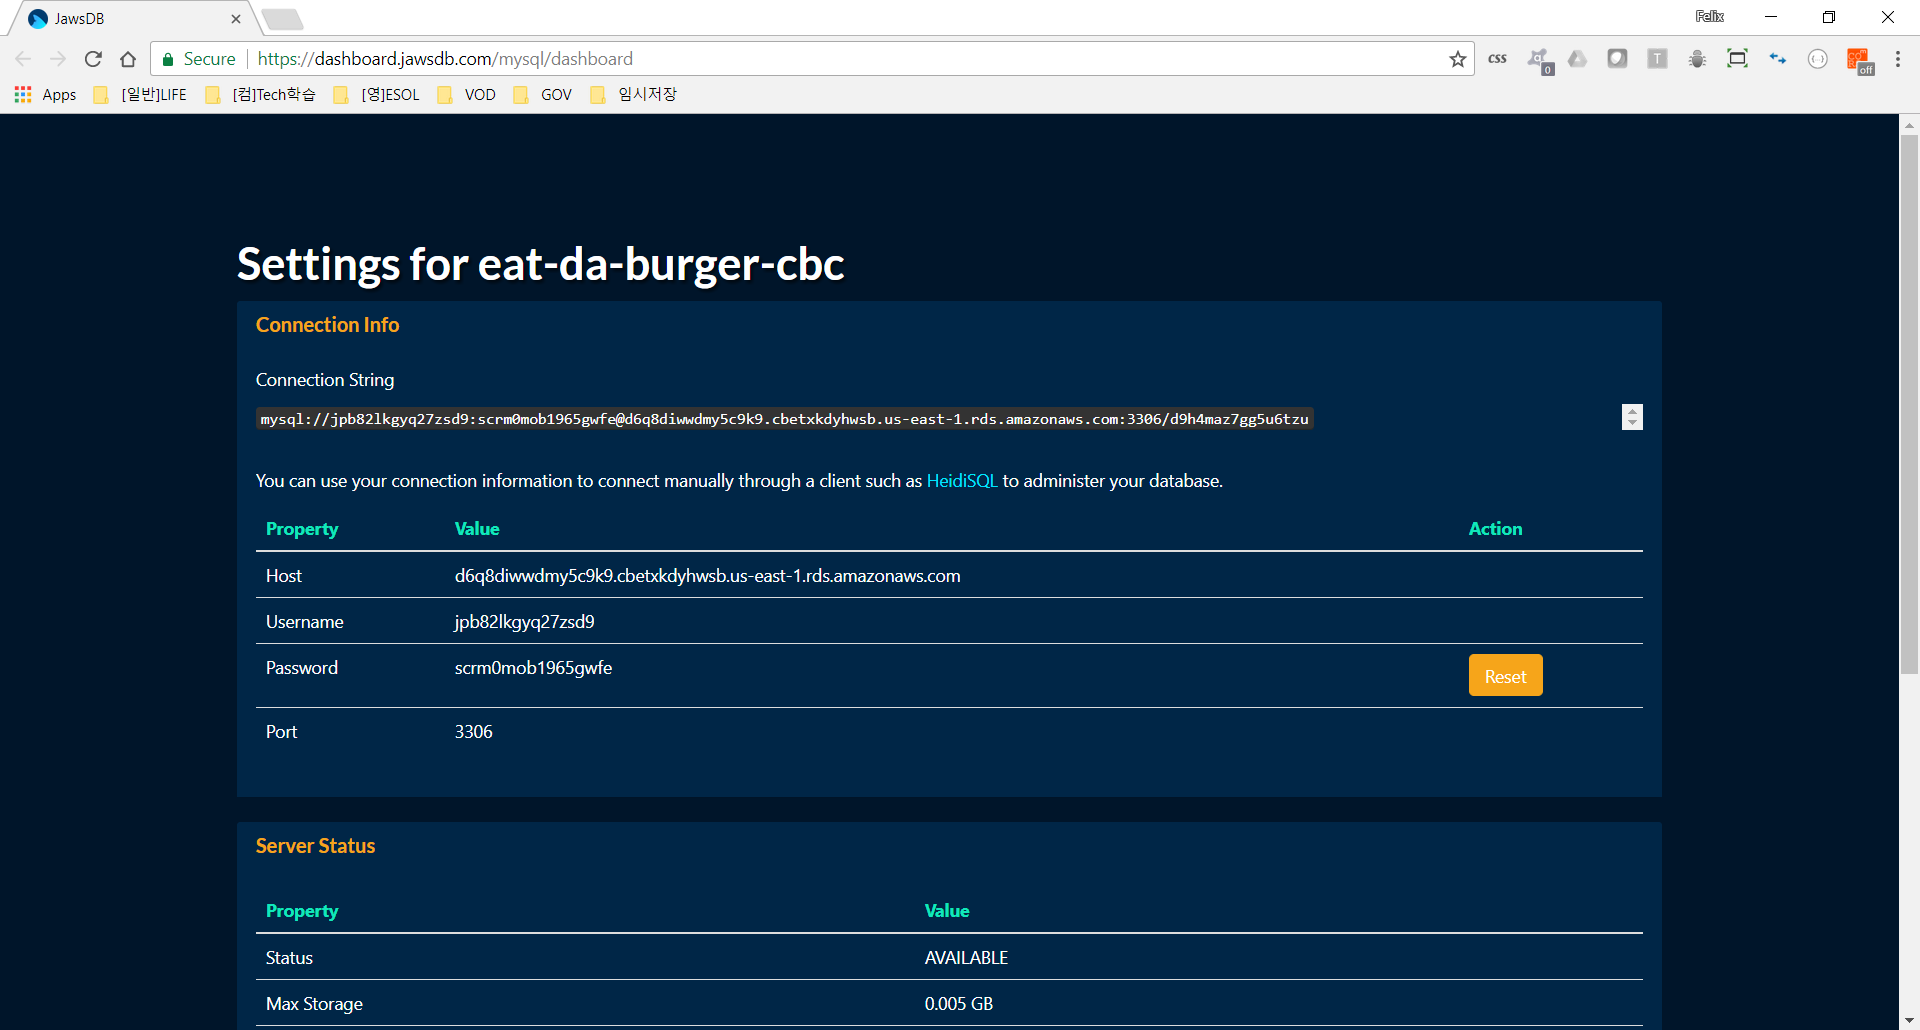 JawsDB
Felix
Secure
https://dashboard.jawsdb.com/mysql/dashboard
css
0
T
off
Apps
[일반]LIFE
[컴]Tech학습
[영]ESOL
VOD
GOV
임시저장
Settings for eat-da-burger-cbc
Connection Info
Connection String
mysql://jpb82lkgyq27zsd9:scrm0mob1965gwfe@d6q8diwwdmy5c9k9.cbetxkdyhwsb.us-east-1.rds.amazonaws.com:3306/d9h4maz7gg5u6tzu
You can use your connection information to connect manually through a client such as HeidiSQL to administer your database.
Property Value Action
Host d6q8diwwdmy5c9k9.cbetxkdyhwsb.us-east-1.rds.amazonaws.com
Username jpb82lkgyq27zsd9
Password scrm0mob1965gwfe Reset
Port 3306
Server Status
Property Value
Status AVAILABLE
Max Storage 0.005 GB